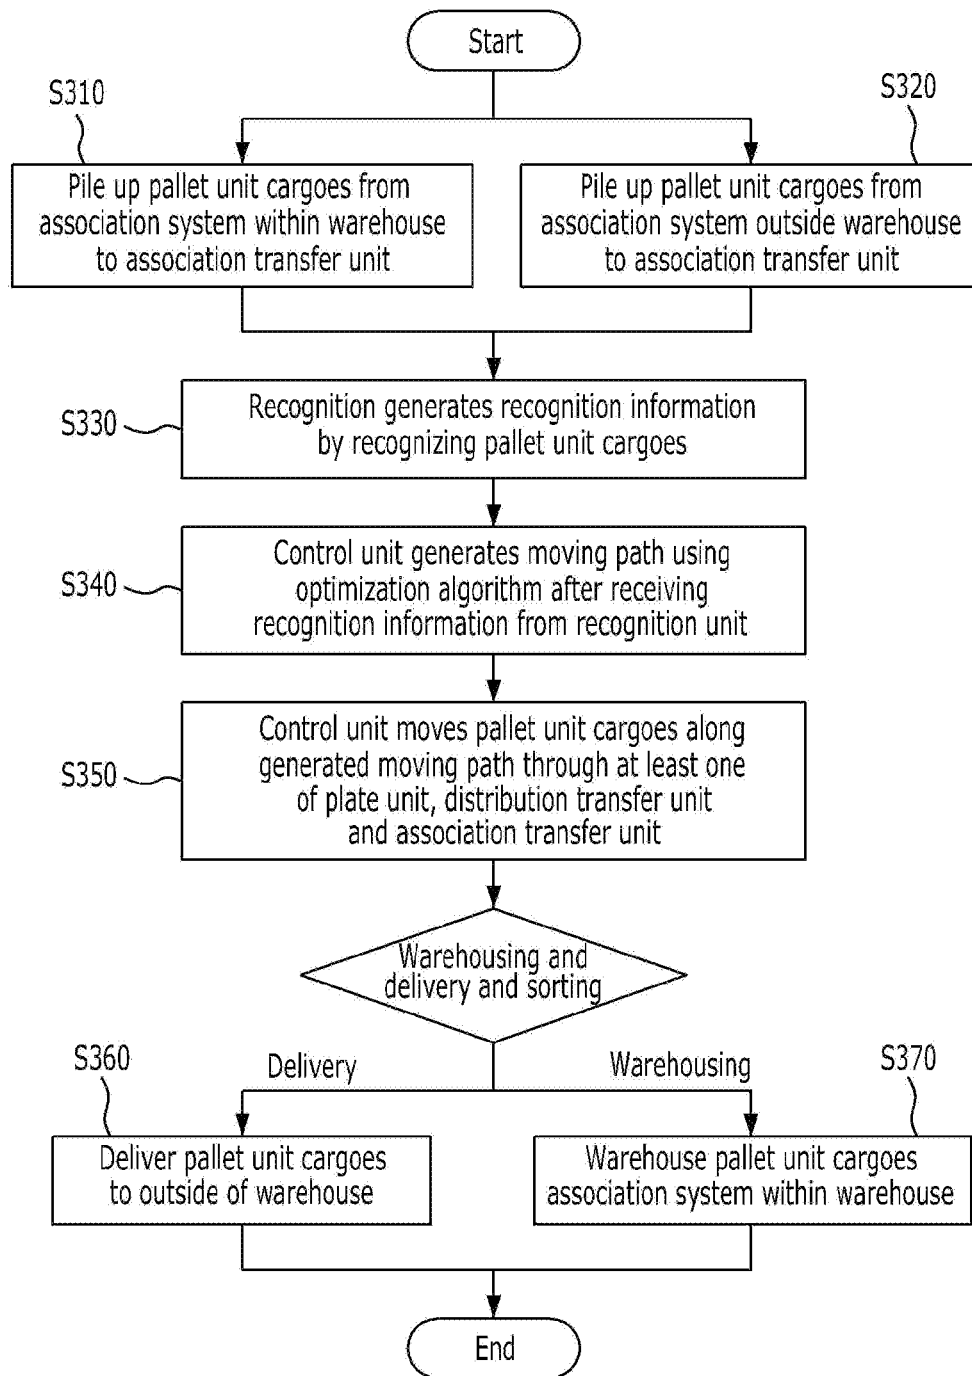 Start
S310
S320
Pile up pallet unit cargoes from
association system within warehouse
to association transfer unit
Pile up pallet unit cargoes from
association system outside warehouse
to association transfer unit
S330
Recognition generates recognition information
by recognizing pallet unit cargoes
S340
Control unit generates moving path using
optimization algorithm after receiving
recognition information from recognition unit
S350
Control unit moves pallet unit cargoes along
generated moving path through at least one
of plate unit, distribution transfer unit
and association transfer unit
Warehousing and
delivery and sorting
S360
Delivery
Warehousing
S370
Deliver pallet unit cargoes
to outside of warehouse
Warehouse pallet unit cargoes
association system within warehouse
End